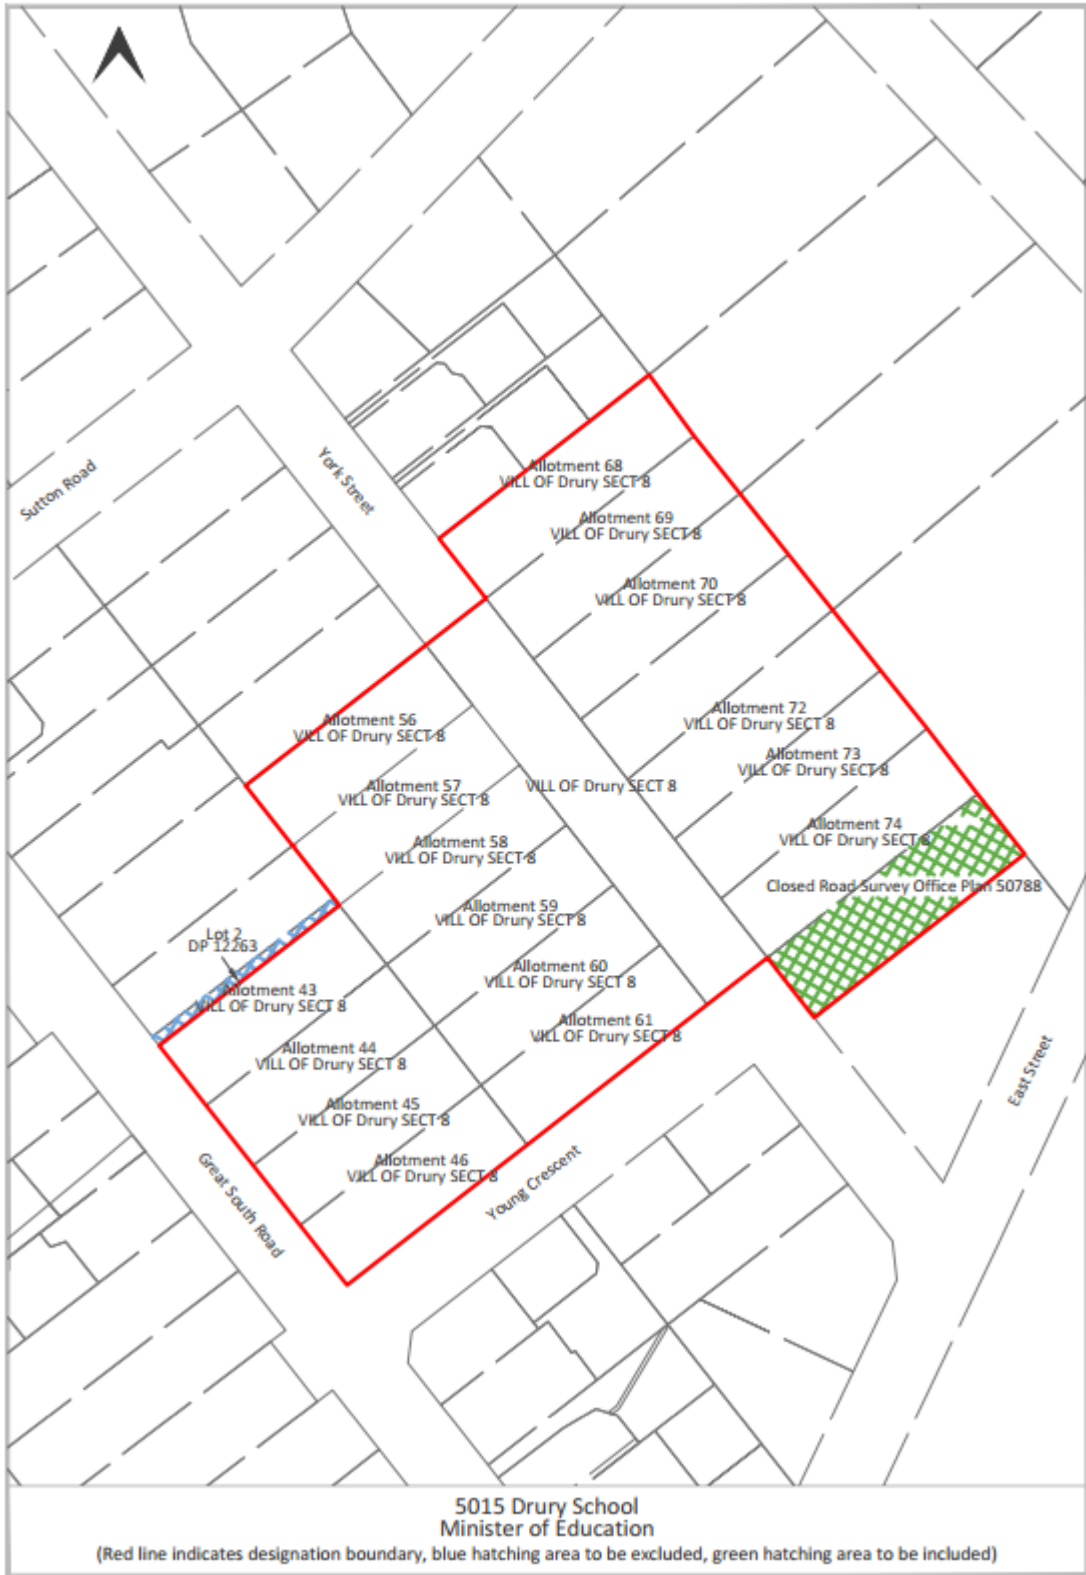 York Street
Sutton Road
Allotment 68
VILL OF Drury SECT 8
Allotment 69
VILL OF Drury SECT 8
Allotment 70
VILL OF Drury SECT 8
Allotment 72
VILL OF Drury SECT 8
Allotment 56
VILL OF Drury SECT 8
Allotment 73
VILL OF Drury SECT 8
Allotment 57
VILL OF Drury SECT 8
VILL OF Drury SECT 8
Allotment 74
VILL OF Drury SECT 8
Allotment 58
VILL OF Drury SECT 8
Closed Road Survey Office Plan 50788
Allotment 59
VILL OF Drury SECT 8
Lot 2
DP 12263
Allotment 60
VILL OF Drury SECT 8
Allotment 43
VILL OF Drury SECT 8
Allotment 61
VILL OF Drury SECT 8
Allotment 44
VILL OF Drury SECT 8
East Street
Allotment 45
VILL OF Drury SECT 8
Allotment 46
VILL OF Drury SECT 8
Young Crescent
Great South Road
5015 Drury School
Minister of Education
(Red line indicates designation boundary, blue hatching area to be excluded, green hatching area to be included)